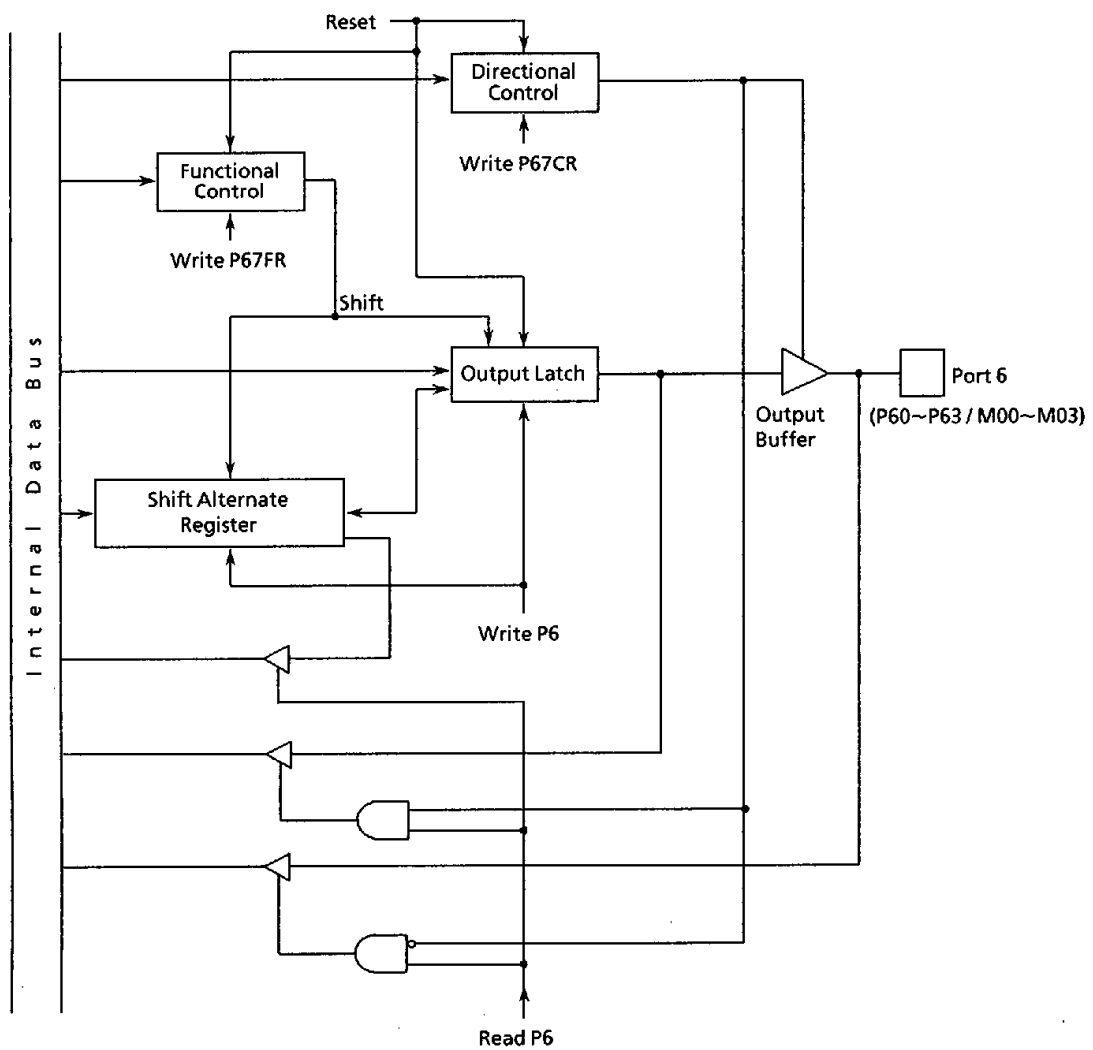 Reset
Directional
Control
Write P67CR
Functional
Control
Write P67FR
Shift
Internal Data Bus
Output Latch
Port 6
(P60~P63 / M00~M03)
Output
Buffer
Shift Alternate
Register
Write P6
Read P6